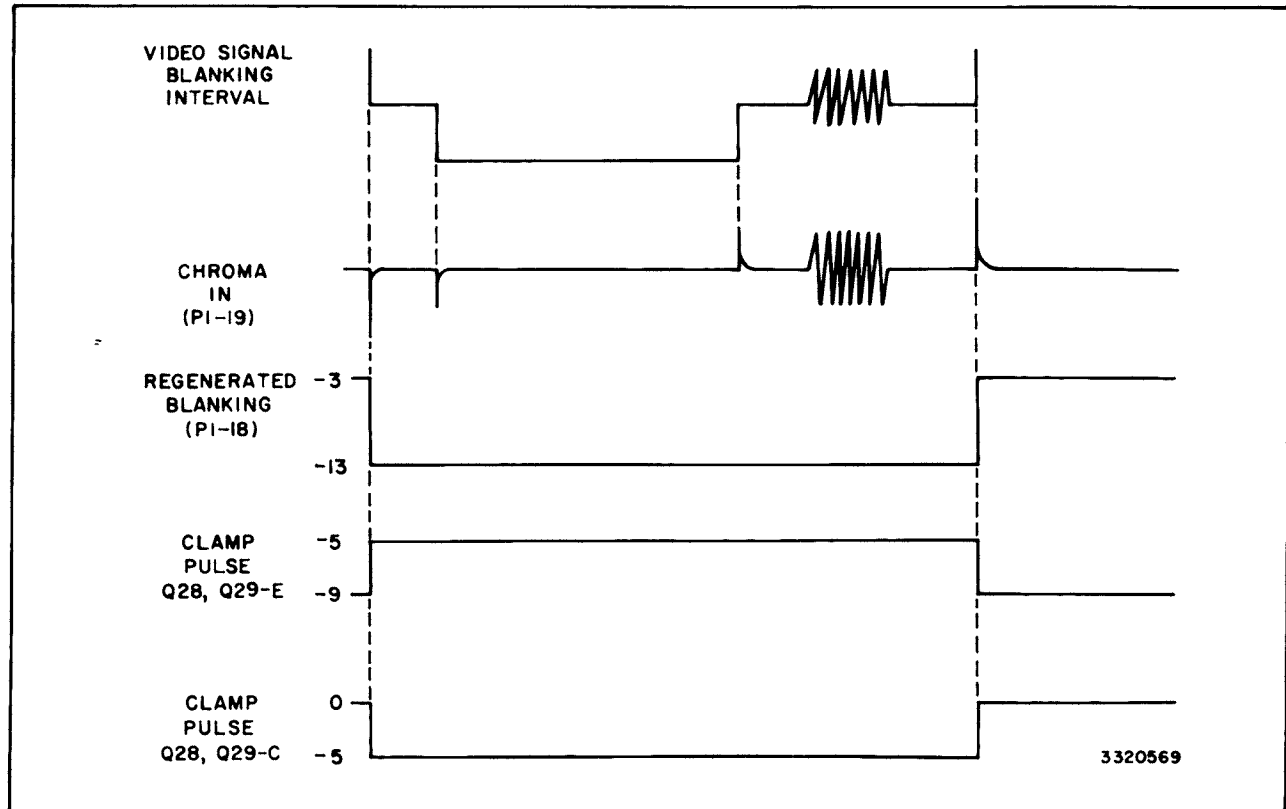 VIDEO SIGNAL
BLANKING
INTERVAL
CHROMA
IN
(P1-19)
REGENERATED
BLANKING
(P1-18)
-3
-13
CLAMP
PULSE
Q28, Q29-E
-5
-9
CLAMP
PULSE
Q28, Q29-C
0
-5
3320569